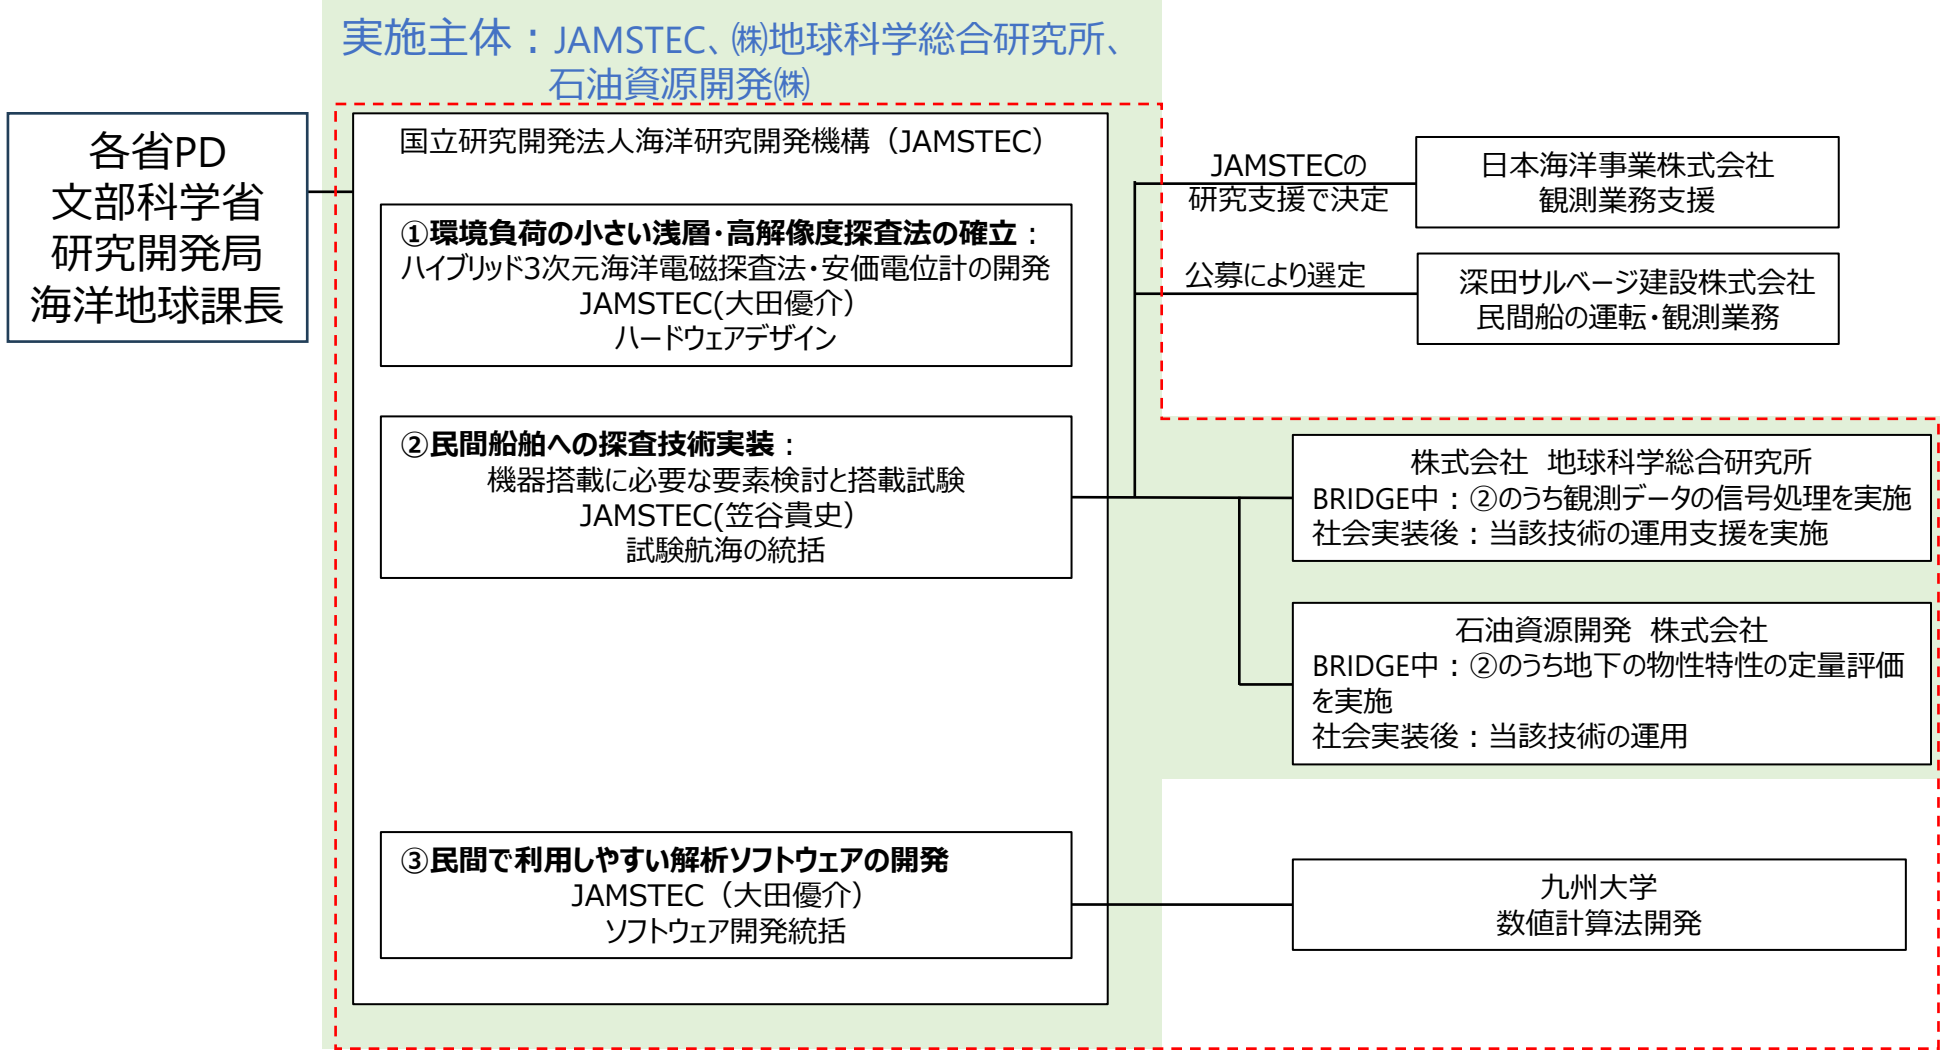 実施主体：JAMSTEC、㈱地球科学総合研究所、
石油資源開発㈱
各省PD
文部科学省
研究開発局
海洋地球課長
国立研究開発法人海洋研究開発機構（JAMSTEC）
①環境負荷の小さい浅層・高解像度探査法の確立：
ハイブリッド3次元海洋電磁探査法・安価電位計の開発
JAMSTEC(大田優介）
ハードウェアデザイン
②民間船舶への探査技術実装：
機器搭載に必要な要素検討と搭載試験
JAMSTEC(笠谷貴史）
試験航海の統括
③民間で利用しやすい解析ソフトウェアの開発
JAMSTEC（大田優介）
ソフトウェア開発統括
JAMSTECの
研究支援で決定
日本海洋事業株式会社
観測業務支援
公募により選定
深田サルベージ建設株式会社
民間船の運転・観測業務
株式会社　地球科学総合研究所
BRIDGE中：②のうち観測データの信号処理を実施
社会実装後：当該技術の運用支援を実施
石油資源開発　株式会社
BRIDGE中：②のうち地下の物性特性の定量評価
を実施
社会実装後：当該技術の運用
九州大学
数値計算法開発